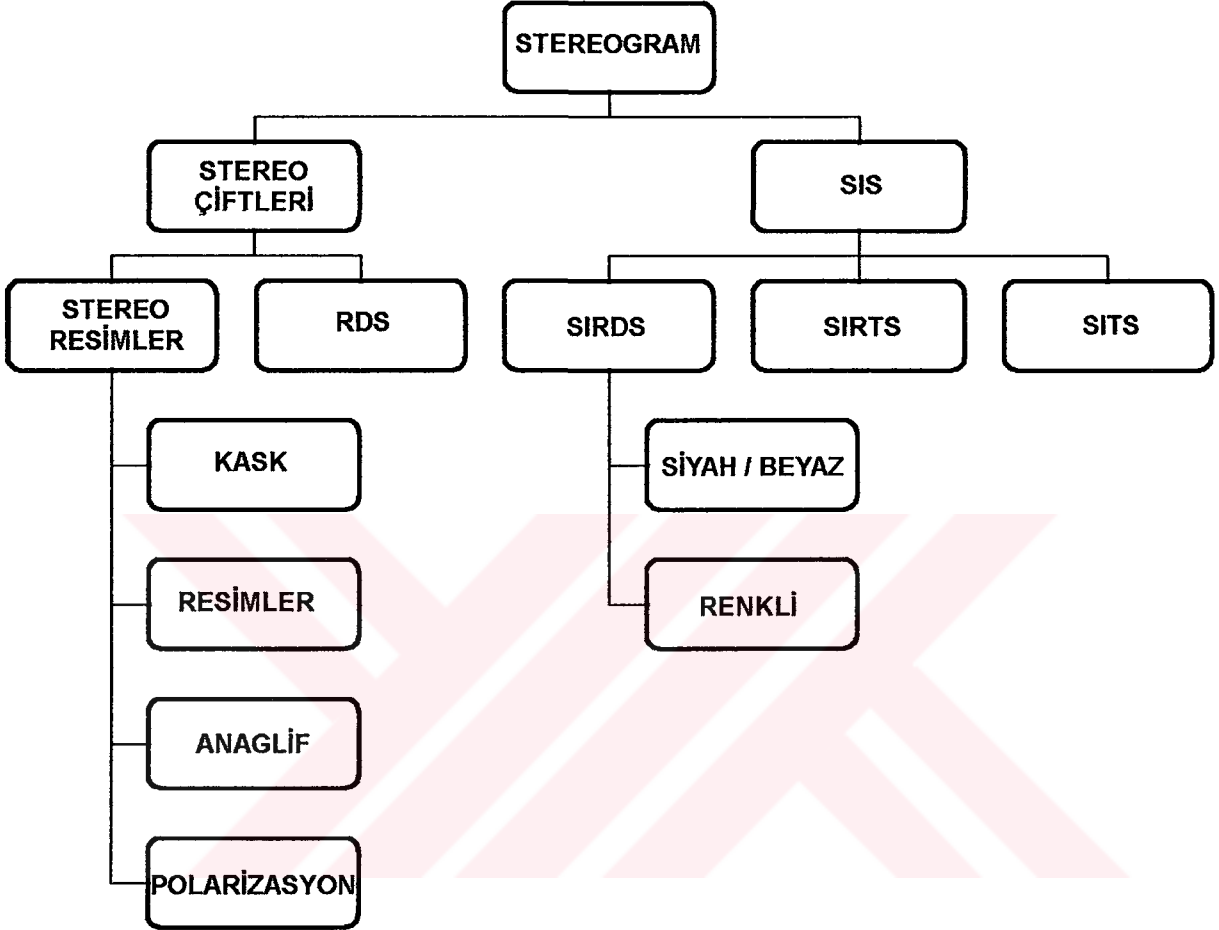 STEREOGRAM
STEREO
ÇİFTLERİ
SIS
STEREO
RESİMLER
RDS
SIRDS
SIRTS
SITS
KASK
SİYAH / BEYAZ
RESİMLER
RENKLİ
ANAGLİF
POLARİZASYON